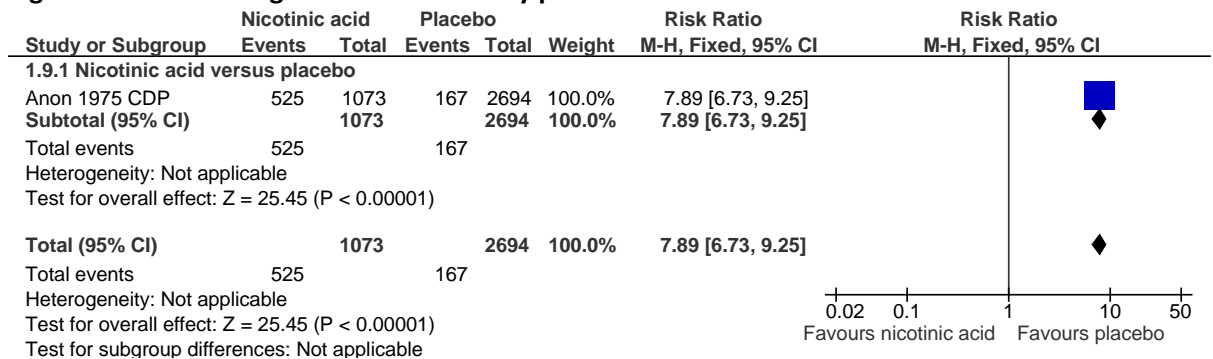 Nicotinic acid Placebo Risk Ratio Risk Ratio
Study or Subgroup Events Total Events Total Weight M-H, Fixed, 95% CI M-H, Fixed, 95% CI
1.9.1 Nicotinic acid versus placebo
Anon 1975 CDP 525 1073 167 2694 100.0% 7.89 [6.73, 9.25]
Subtotal (95% CI) 1073 2694 100.0% 7.89 [6.73, 9.25]
Total events 525 167
Heterogeneity: Not applicable
Test for overall effect: Z = 25.45 (P < 0.00001)
Total (95% CI) 1073 2694 100.0% 7.89 [6.73, 9.25]
Total events 525 167
Heterogeneity: Not applicable
0.02 0.1 1 10 50
Test for overall effect: Z = 25.45 (P < 0.00001)
Favours nicotinic acid Favours placebo
Test for subgroup differences: Not applicable